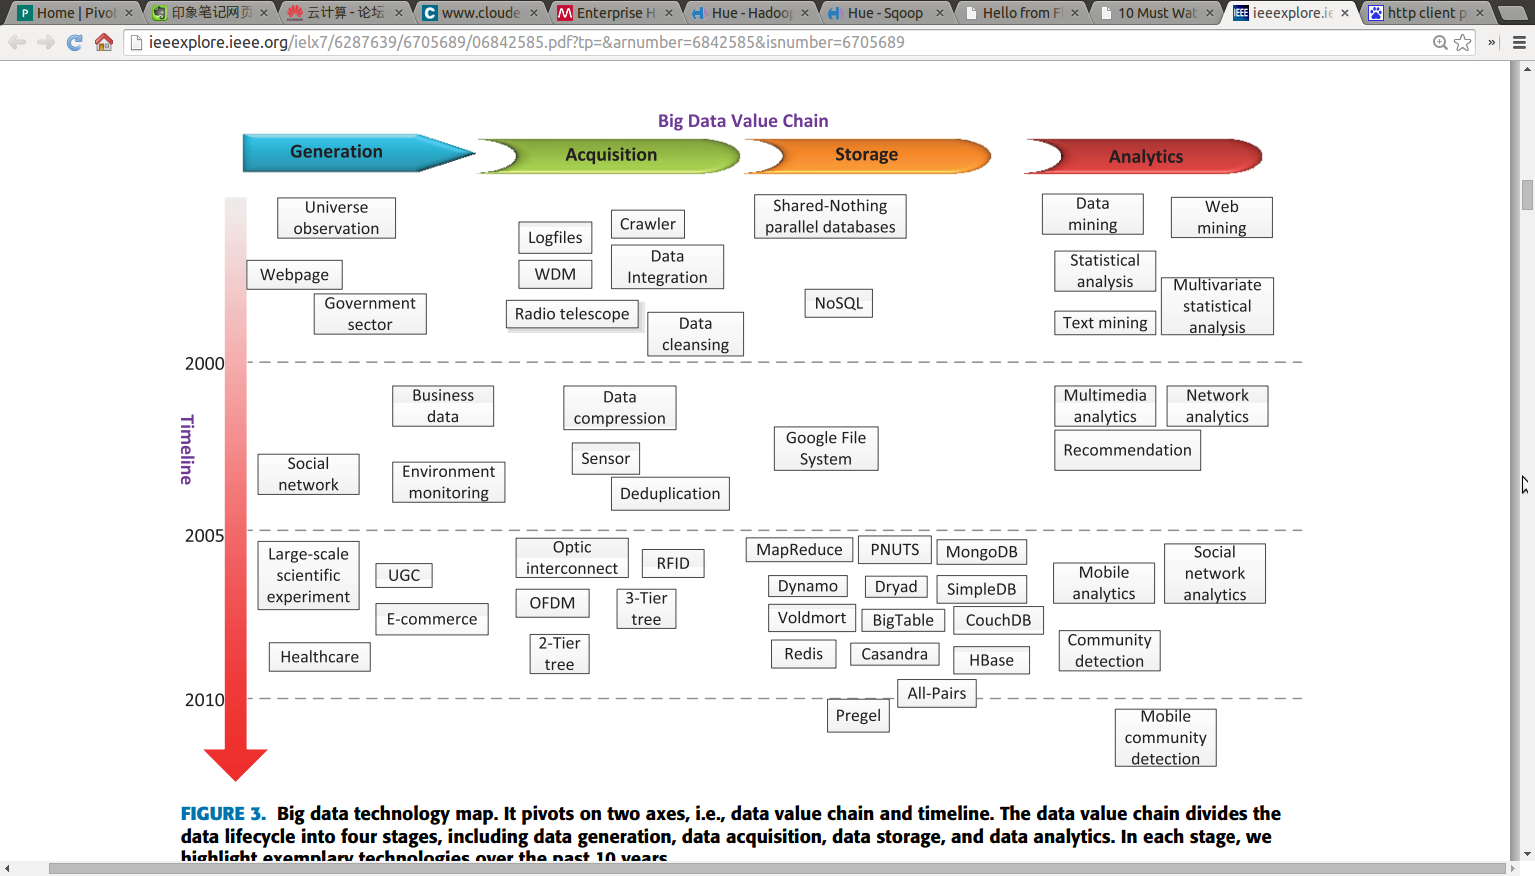 Home | Pivot
印象笔记网页
云计算 - 论坛
www.cloude
Enterprise H
Hue - Hadoop
Hue - Sqoop
Hello from F
10 Must Wat
ieeexplore.ie
http client p
ieeexplore.ieee.org/ielx7/6287639/6705689/06842585.pdf?tp=&arnumber=6842585&isnumber=6705689
Big Data Value Chain
Generation
Acquisition
Storage
Analytics
Universe
observation
Webpage
Government
sector
Logfiles
Crawler
WDM
Data
Integration
Radio telescope
Data
cleansing
Shared-Nothing
parallel databases
NoSQL
Data
mining
Web
mining
Statistical
analysis
Multivariate
statistical
analysis
Text mining
2000
Timeline
Business
data
Social
network
Environment
monitoring
Data
compression
Sensor
Deduplication
Google File
System
Multimedia
analytics
Network
analytics
Recommendation
2005
Large-scale
scientific
experiment
UGC
E-commerce
Healthcare
Optic
interconnect
RFID
OFDM
3-Tier
tree
2-Tier
tree
MapReduce
PNUTS
MongoDB
Dynamo
Dryad
SimpleDB
Voldmort
BigTable
CouchDB
Redis
Casandra
HBase
All-Pairs
Mobile
analytics
Social
network
analytics
Community
detection
2010
Pregel
Mobile
community
detection
FIGURE 3. Big data technology map. It pivots on two axes, i.e., data value chain and timeline. The data value chain divides the
data lifecycle into four stages, including data generation, data acquisition, data storage, and data analytics. In each stage, we
highlight exemplary technologies over the past 10 years.